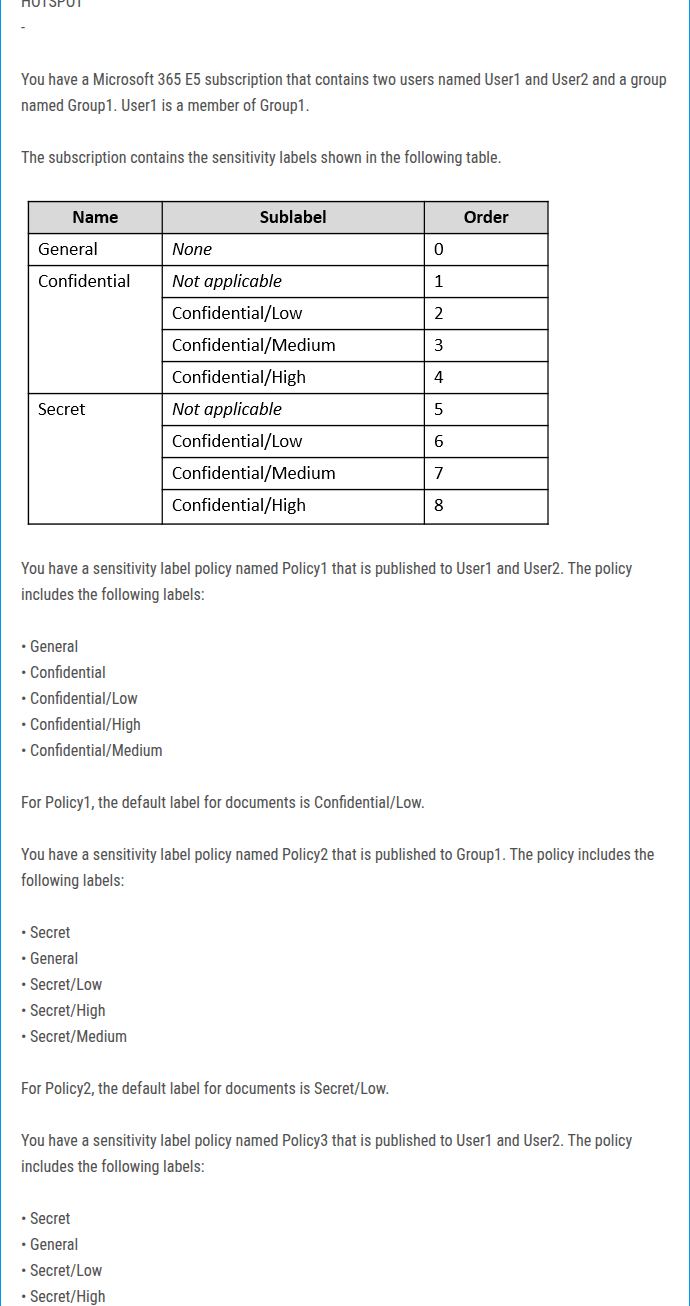 HOTSPOT
-
You have a Microsoft 365 E5 subscription that contains two users named User1 and User2 and a group
named Group1. User1 is a member of Group1.
The subscription contains the sensitivity labels shown in the following table.
Name Sublabel Order
General None 0
Confidential Not applicable 1
Confidential/Low 2
Confidential/Medium 3
Confidential/High 4
Secret Not applicable 5
Confidential/Low 6
Confidential/Medium 7
Confidential/High 8
You have a sensitivity label policy named Policy1 that is published to User1 and User2. The policy
includes the following labels:
• General
• Confidential
• Confidential/Low
• Confidential/High
• Confidential/Medium
For Policy1, the default label for documents is Confidential/Low.
You have a sensitivity label policy named Policy2 that is published to Group1. The policy includes the
following labels:
• Secret
• General
• Secret/Low
• Secret/High
• Secret/Medium
For Policy2, the default label for documents is Secret/Low.
You have a sensitivity label policy named Policy3 that is published to User1 and User2. The policy
includes the following labels:
• Secret
• General
• Secret/Low
• Secret/High